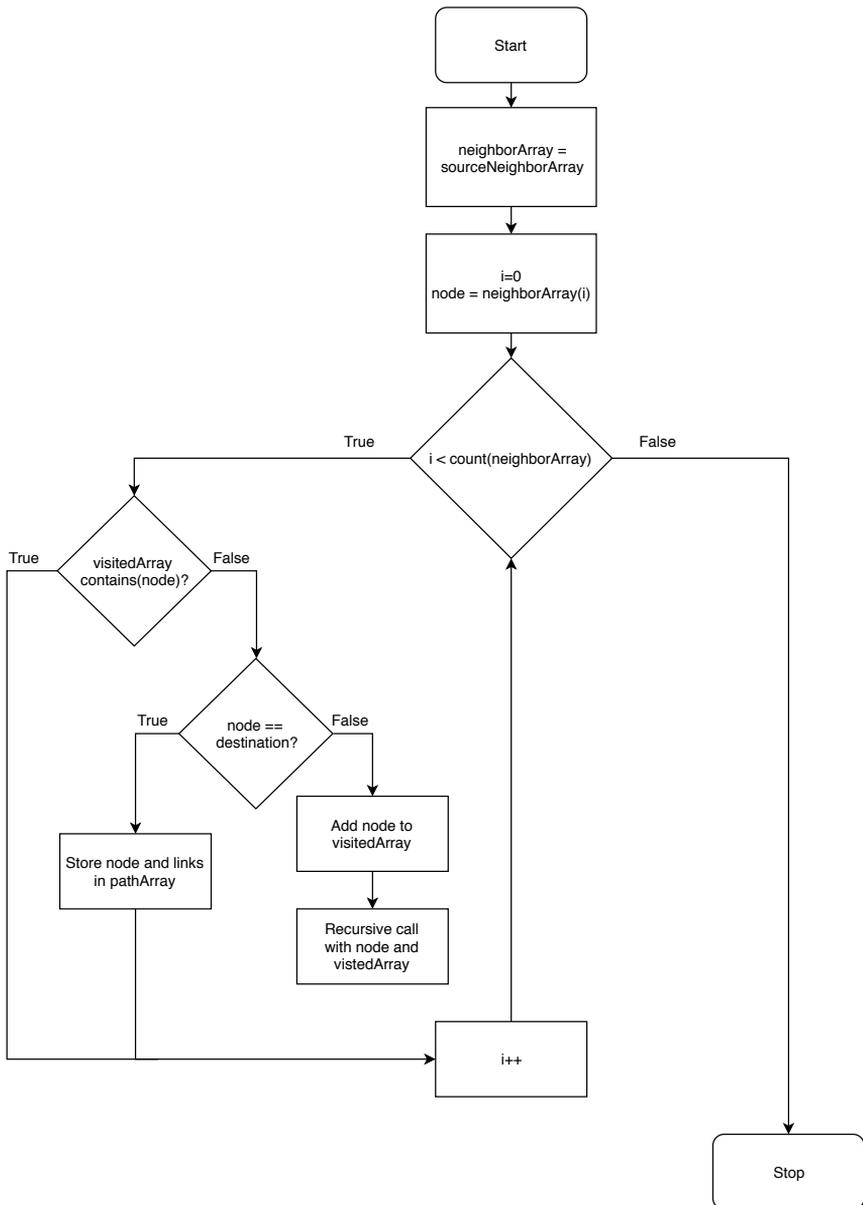 Start
neighborArray =
sourceNeighborArray
i=0
node = neighborArray(i)
True
False
i < count(neighborArray)
True
visitedArray
contains(node)?
False
True
node ==
destination?
False
Add node to
visitedArray
Store node and links
in pathArray
Recursive call
with node and
vistedArray
i++
Stop